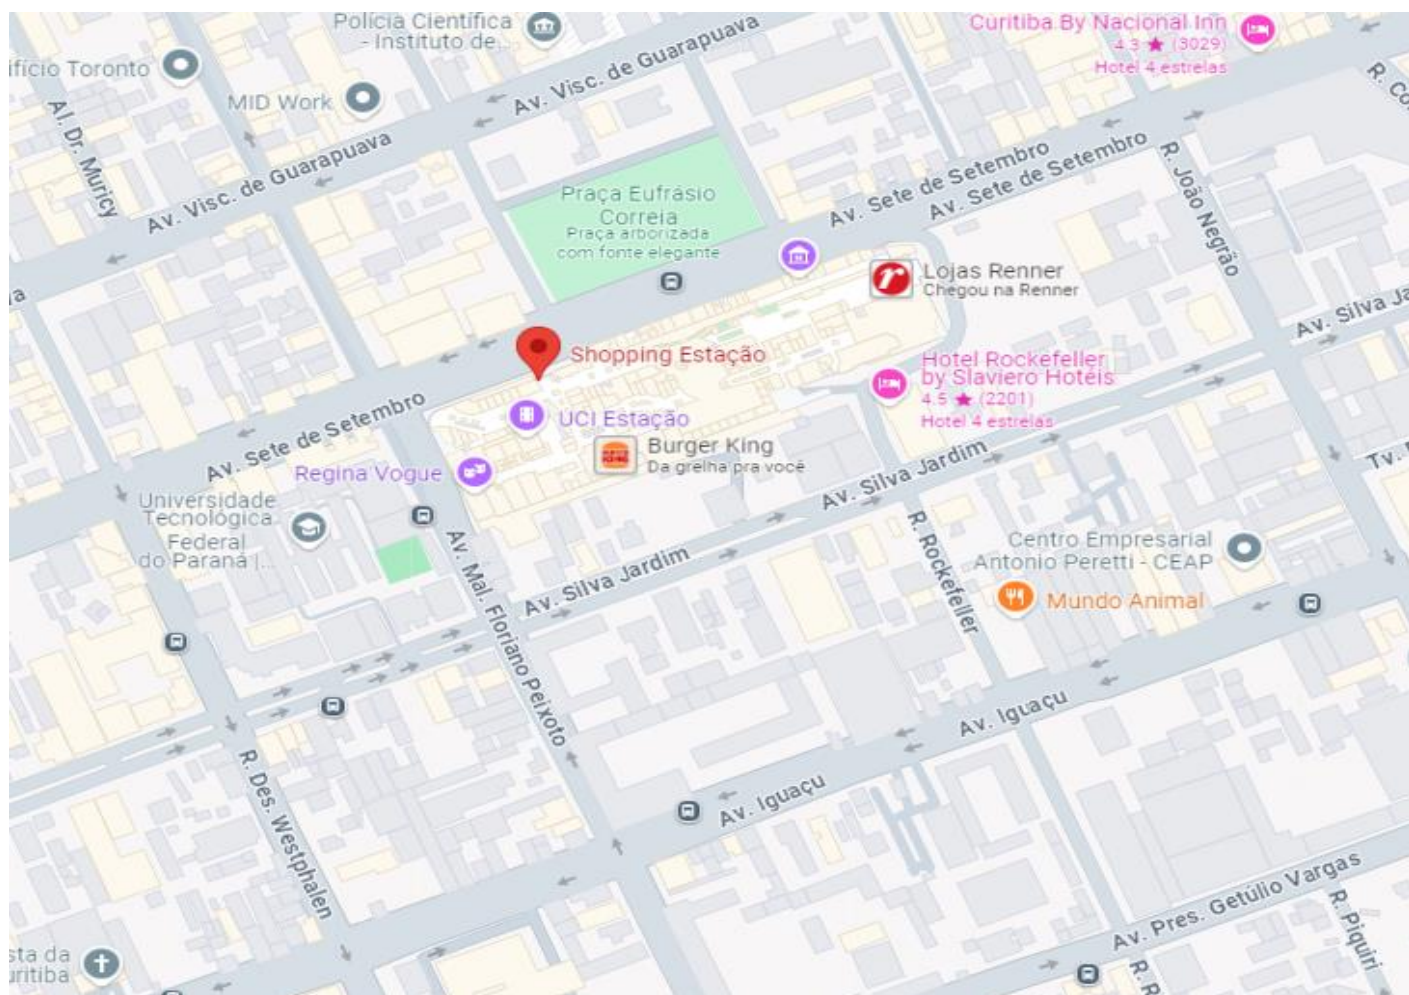 Polícia Científica
- Instituto de...
Curitiba By Nacional Inn
4.3 ★ (3029)
Hotel 4 estrelas
ifício Toronto
MID Work
Av. Visc. de Guarapuava
R. Co
Al. Dr. Muricy
Av. Visc. de Guarapuava
Praça Eufrásio
Correia
Praça arborizada
com fonte elegante
Av. Sete de Setembro
Av. Sete de Setembro
R. João Negrão
Lojas Renner
Chegou na Renner
Av. Silva Ja
Shopping Estação
Hotel Rockefeller
by Slaviero Hotéis
4.5 ★ (2201)
Hotel 4 estrelas
Av. Sete de Setembro
UCI Estação
Burger King
Da grelha pra você
Regina Vogue
Av. Silva Jardim
Universidade
Tecnológica
Federal
do Paraná |...
Av. Mal. Floriano Peixoto
Av. Silva Jardim
R. Rockefeller
Centro Empresarial
Antonio Peretti - CEAP
Mundo Animal
Av. Iguaçu
Av. Iguaçu
R. Des. Westphalen
Av. Pres. Getúlio Vargas
R. Piquiri
sta da
uritiba